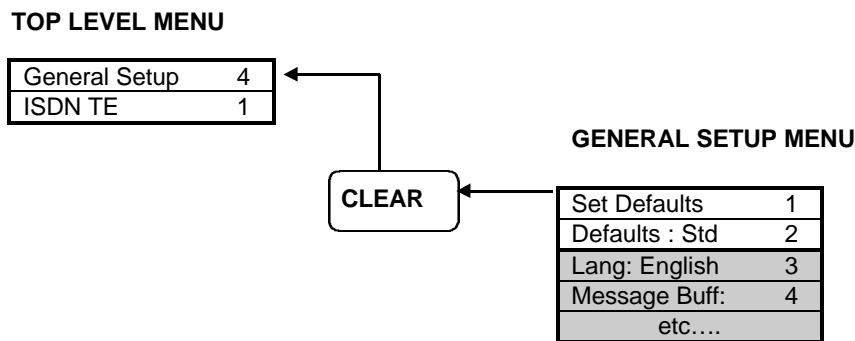 TOP LEVEL MENU
General Setup 4
ISDN TE 1
GENERAL SETUP MENU
CLEAR
Set Defaults 1
Defaults : Std 2
Lang: English 3
Message Buff: 4
etc....